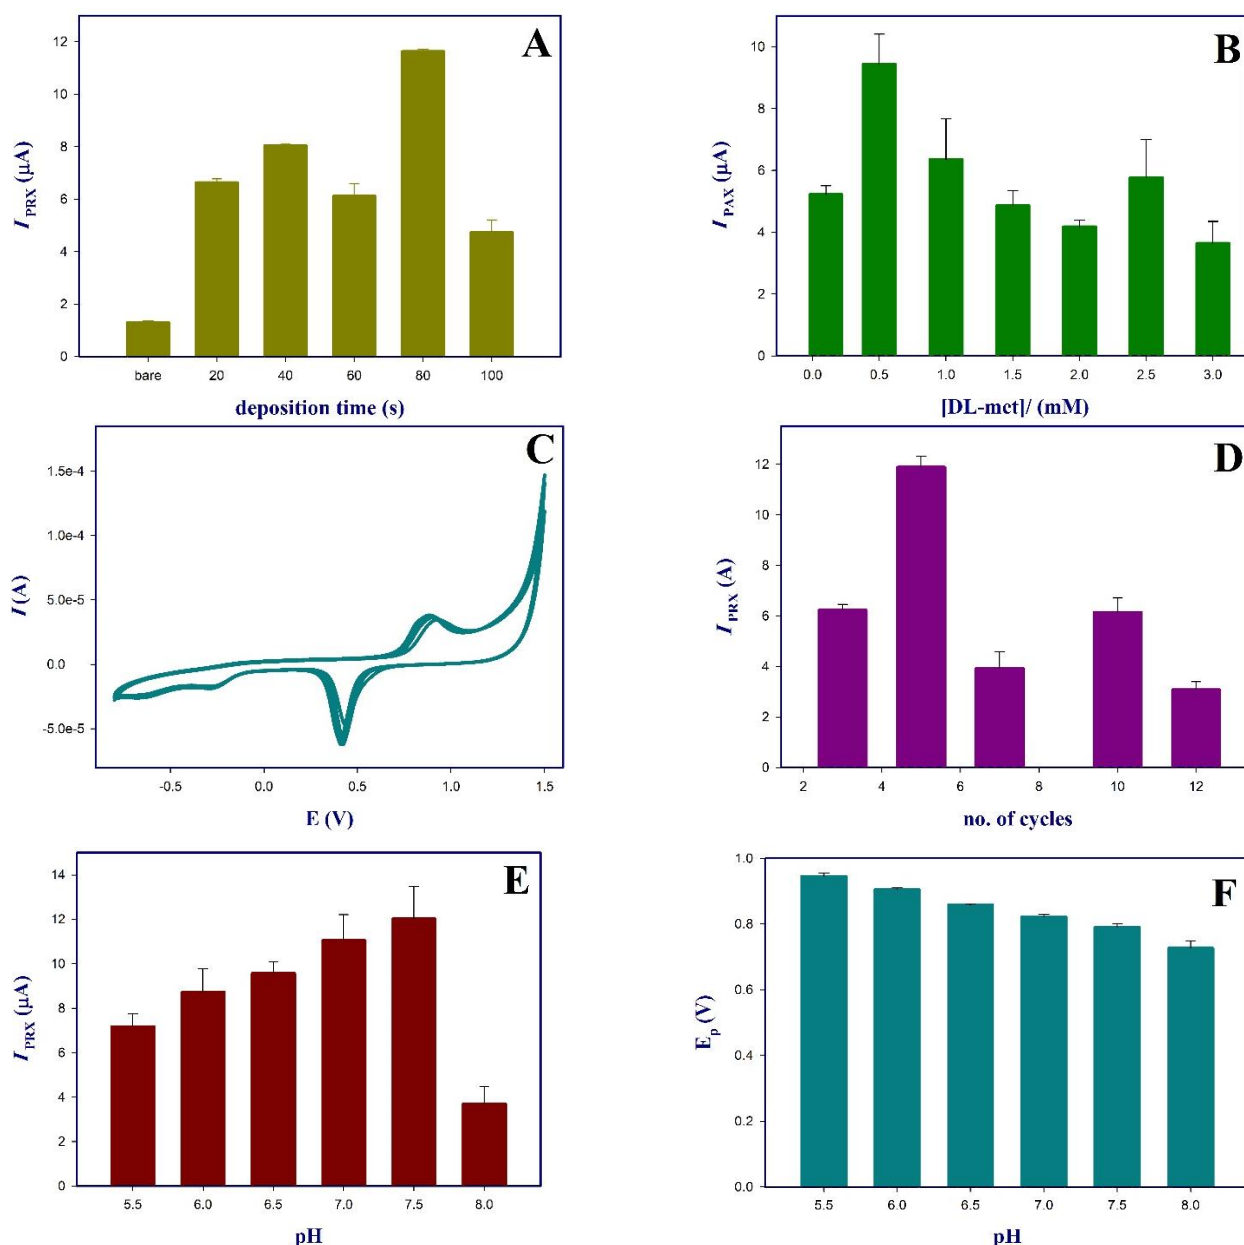 A
I PRX (μA)
12
10
8
6
4
2
0
bare 20 40 60 80 100
deposition time (s)
B
I PAX (μA)
10
8
6
4
2
0
0.0 0.5 1.0 1.5 2.0 2.5 3.0
[DL-met]/ (mM)
C
I (A)
1.5e-4
1.0e-4
5.0e-5
0.0
-5.0e-5
-0.5 0.0 0.5 1.0 1.5
E (V)
D
I PRX (A)
12
10
8
6
4
2
0
2 4 6 8 10 12
no. of cycles
E
I PRX (μA)
14
12
10
8
6
4
2
0
5.5 6.0 6.5 7.0 7.5 8.0
pH
F
E p (V)
1.0
0.8
0.6
0.4
0.2
0.0
5.5 6.0 6.5 7.0 7.5 8.0
pH